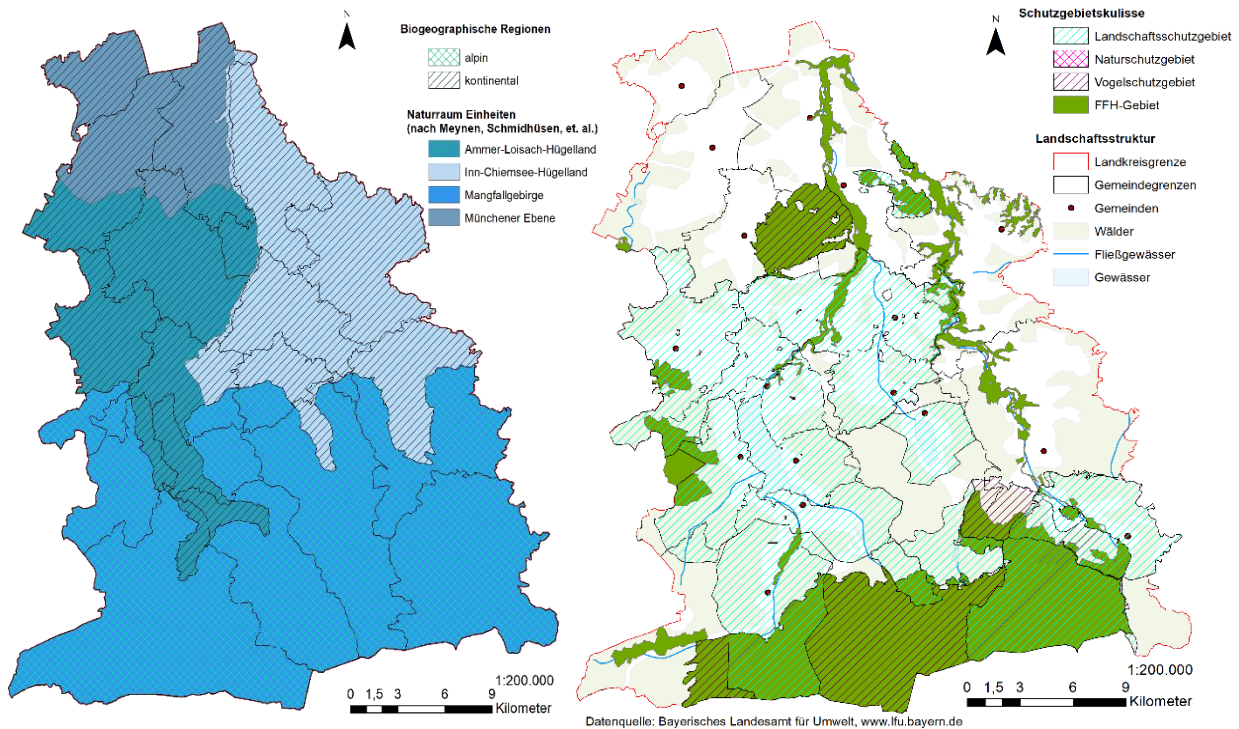 N
Biogeographische Regionen
alpin
kontinental
Naturraum Einheiten
(nach Meynen, Schmidhüsen, et. al.)
Ammer-Loisach-Hügelland
Inn-Chiemsee-Hügelland
Mangfallgebirge
Münchener Ebene
1:200.000
0 1,5 3 6 9
Kilometer
N
Schutzgebietskulisse
Landschaftsschutzgebiet
Naturschutzgebiet
Vogelschutzgebiet
FFH-Gebiet
Landschaftsstruktur
Landkreisgrenze
Gemeindegrenzen
Gemeinden
Wälder
Fließgewässer
Gewässer
1:200.000
0 1,5 3 6 9
Kilometer
Datenquelle: Bayerisches Landesamt für Umwelt, www.lfu.bayern.de